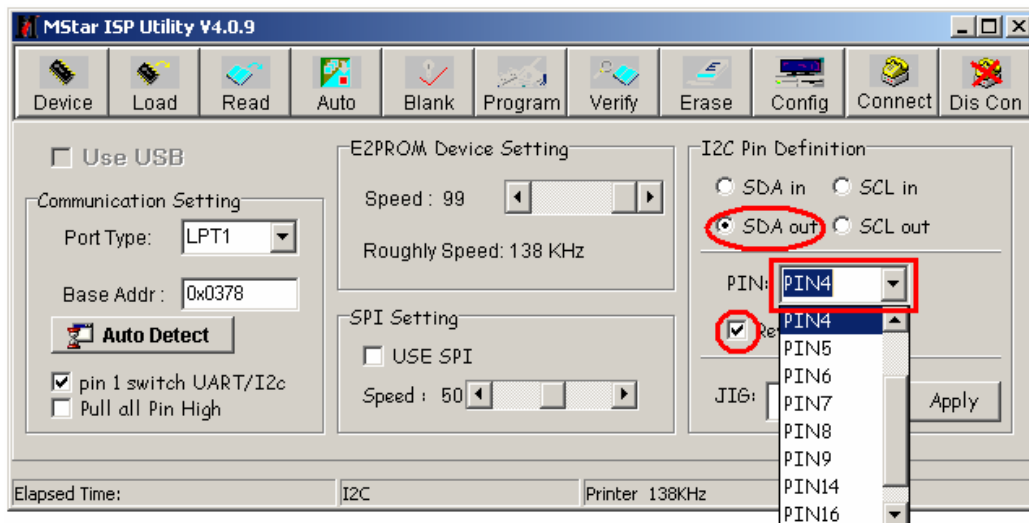 MStar ISP Utility V4.0.9
Device Load Read Auto Blank Program Verify Erase Config Connect Dis Con
Use USB
Communication Setting
Port Type: LPT1
Base Addr : 0x0378
Auto Detect
pin 1 switch UART/I2c
Pull all Pin High
E2PROM Device Setting
Speed : 99
Roughly Speed: 138 KHz
SPI Setting
USE SPI
Speed : 50
I2C Pin Definition
SDA in SCL in
SDA out SCL out
PIN: PIN4
PIN4
PIN5
PIN6
PIN7
PIN8
PIN9
PIN14
PIN16
JIG: Apply
Elapsed Time: I2C Printer 138KHz